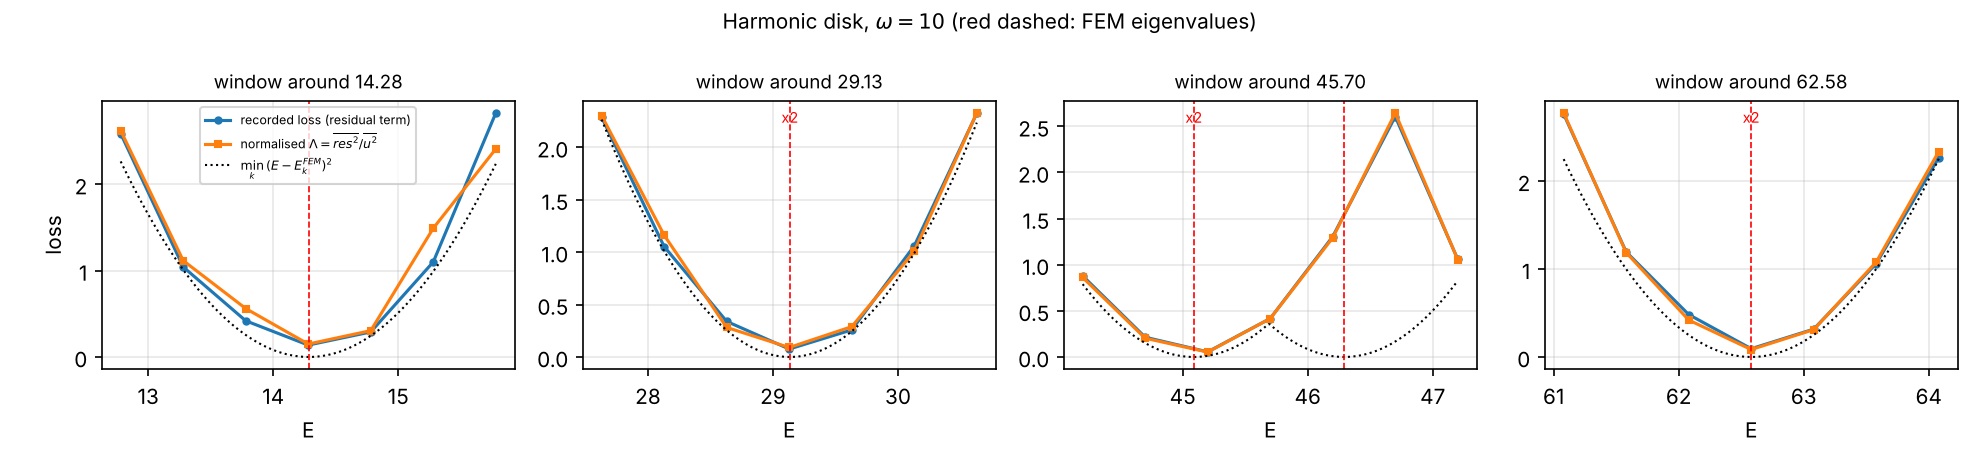 Harmonic disk, ω = 10 (red dashed: FEM eigenvalues)
window around 14.28
recorded loss (residual term)
normalised Λ = res²/u²
min_k (E − E_k^FEM)²
loss
0
1
2
13
14
15
E
window around 29.13
x2
0.0
0.5
1.0
1.5
2.0
28
29
30
E
window around 45.70
x2
0.0
0.5
1.0
1.5
2.0
2.5
45
46
47
E
window around 62.58
x2
0
1
2
61
62
63
64
E